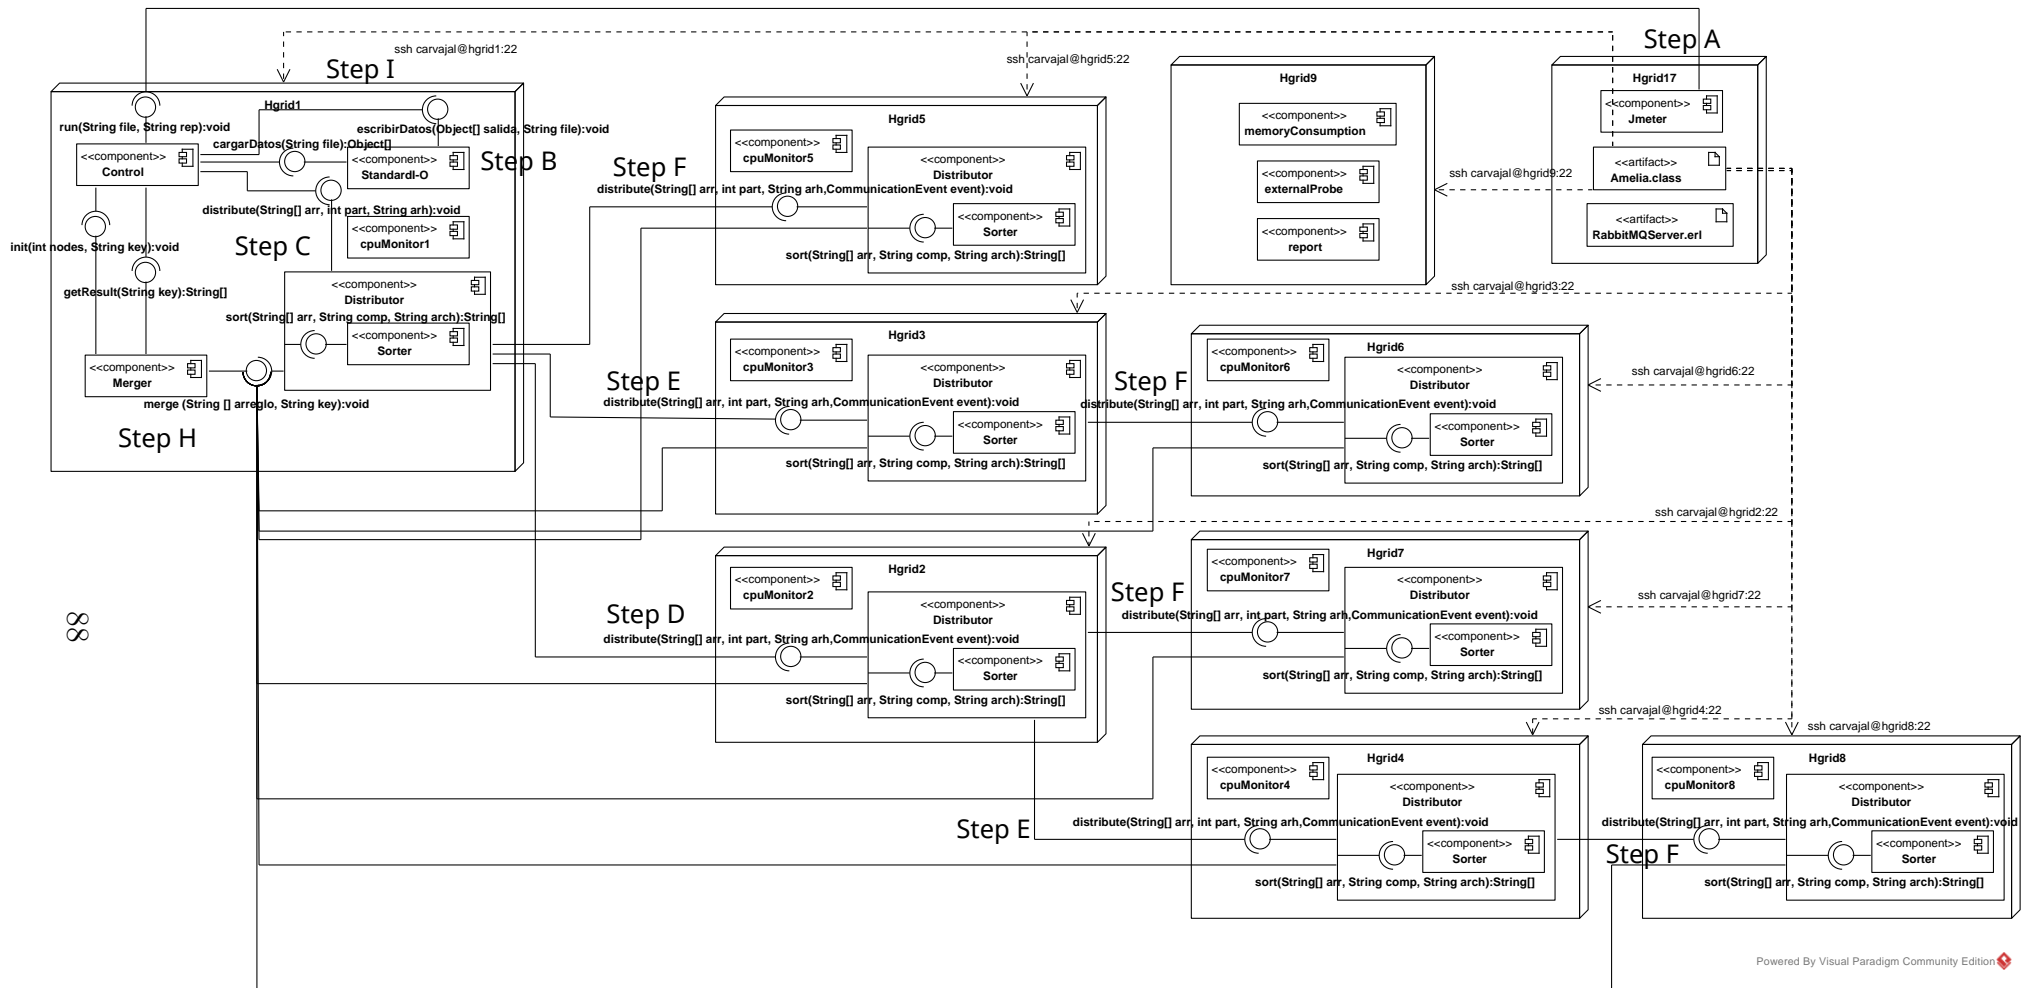 Step A
ssh carvajal@hgrid1:22
ssh carvajal@hgrid5:22
Step I
Hgrid1
run(String file, String rep):void
escribirDatos(Object[] salida, String file):void
cargarDatos(String file):Object[]
<<component>>
Control
<<component>>
StandardI-O
Step B
distribute(String[] arr, int part, String arh):void
<<component>>
cpuMonitor1
Step C
init(int nodes, String key):void
getResult(String key):String[]
<<component>>
Distributor
sort(String[] arr, String comp, String arch):String[]
<<component>>
Sorter
<<component>>
Merger
merge (String [] arreglo, String key):void
Step H
Hgrid5
<<component>>
cpuMonitor5
Step F
<<component>>
Distributor
distribute(String[] arr, int part, String arh,CommunicationEvent event):void
<<component>>
Sorter
sort(String[] arr, String comp, String arch):String[]
Hgrid9
<<component>>
memoryConsumption
<<component>>
externalProbe
<<component>>
report
ssh carvajal@hgrid9:22
Hgrid17
<<component>>
Jmeter
<<artifact>>
Amelia.class
<<artifact>>
RabbitMQServer.erl
ssh carvajal@hgrid3:22
Hgrid3
<<component>>
cpuMonitor3
Step E
<<component>>
Distributor
distribute(String[] arr, int part, String arh,CommunicationEvent event):void
<<component>>
Sorter
sort(String[] arr, String comp, String arch):String[]
Hgrid6
<<component>>
cpuMonitor6
Step F
<<component>>
Distributor
distribute(String[] arr, int part, String arh,CommunicationEvent event):void
<<component>>
Sorter
sort(String[] arr, String comp, String arch):String[]
ssh carvajal@hgrid6:22
ssh carvajal@hgrid2:22
Hgrid2
<<component>>
cpuMonitor2
Step D
<<component>>
Distributor
distribute(String[] arr, int part, String arh,CommunicationEvent event):void
<<component>>
Sorter
sort(String[] arr, String comp, String arch):String[]
Hgrid7
<<component>>
cpuMonitor7
Step F
<<component>>
Distributor
distribute(String[] arr, int part, String arh,CommunicationEvent event):void
<<component>>
Sorter
sort(String[] arr, String comp, String arch):String[]
ssh carvajal@hgrid7:22
∞
∞
ssh carvajal@hgrid4:22
ssh carvajal@hgrid8:22
Hgrid4
<<component>>
cpuMonitor4
Step E
<<component>>
Distributor
distribute(String[] arr, int part, String arh,CommunicationEvent event):void
<<component>>
Sorter
sort(String[] arr, String comp, String arch):String[]
Hgrid8
<<component>>
cpuMonitor8
<<component>>
Distributor
distribute(String[] arr, int part, String arh,CommunicationEvent event):void
Step F
<<component>>
Sorter
sort(String[] arr, String comp, String arch):String[]
Powered By Visual Paradigm Community Edition